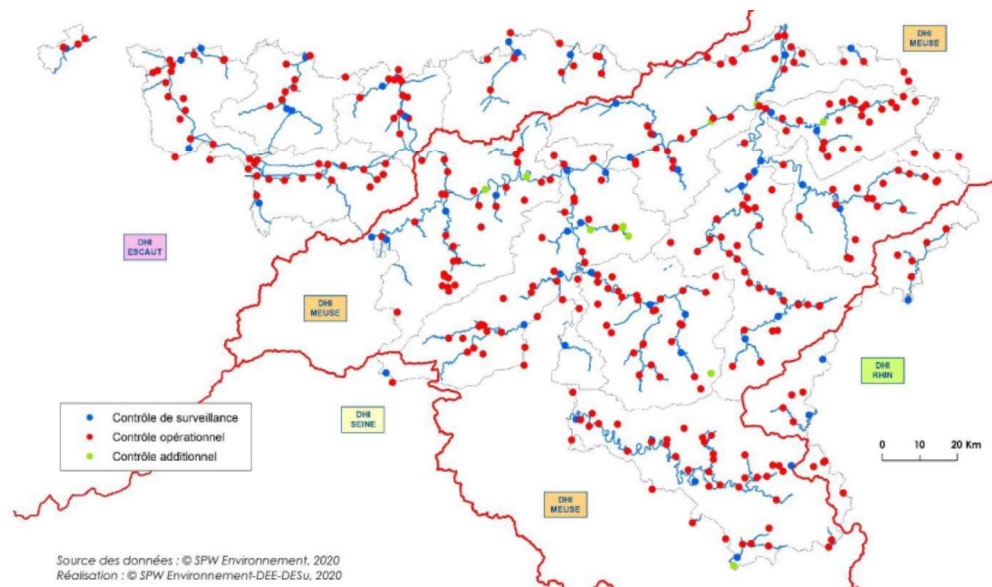 DHI
MEUSE
DHI
ESCAUT
DHI
MEUSE
DHI
RHIN
DHI
SEINE
Contrôle de surveillance
Contrôle opérationnel
Contrôle additionnel
0 10 20 Km
DHI
MEUSE
Source des données : © SPW Environnement, 2020
Réalisation : © SPW Environnement-DEE-DESu, 2020